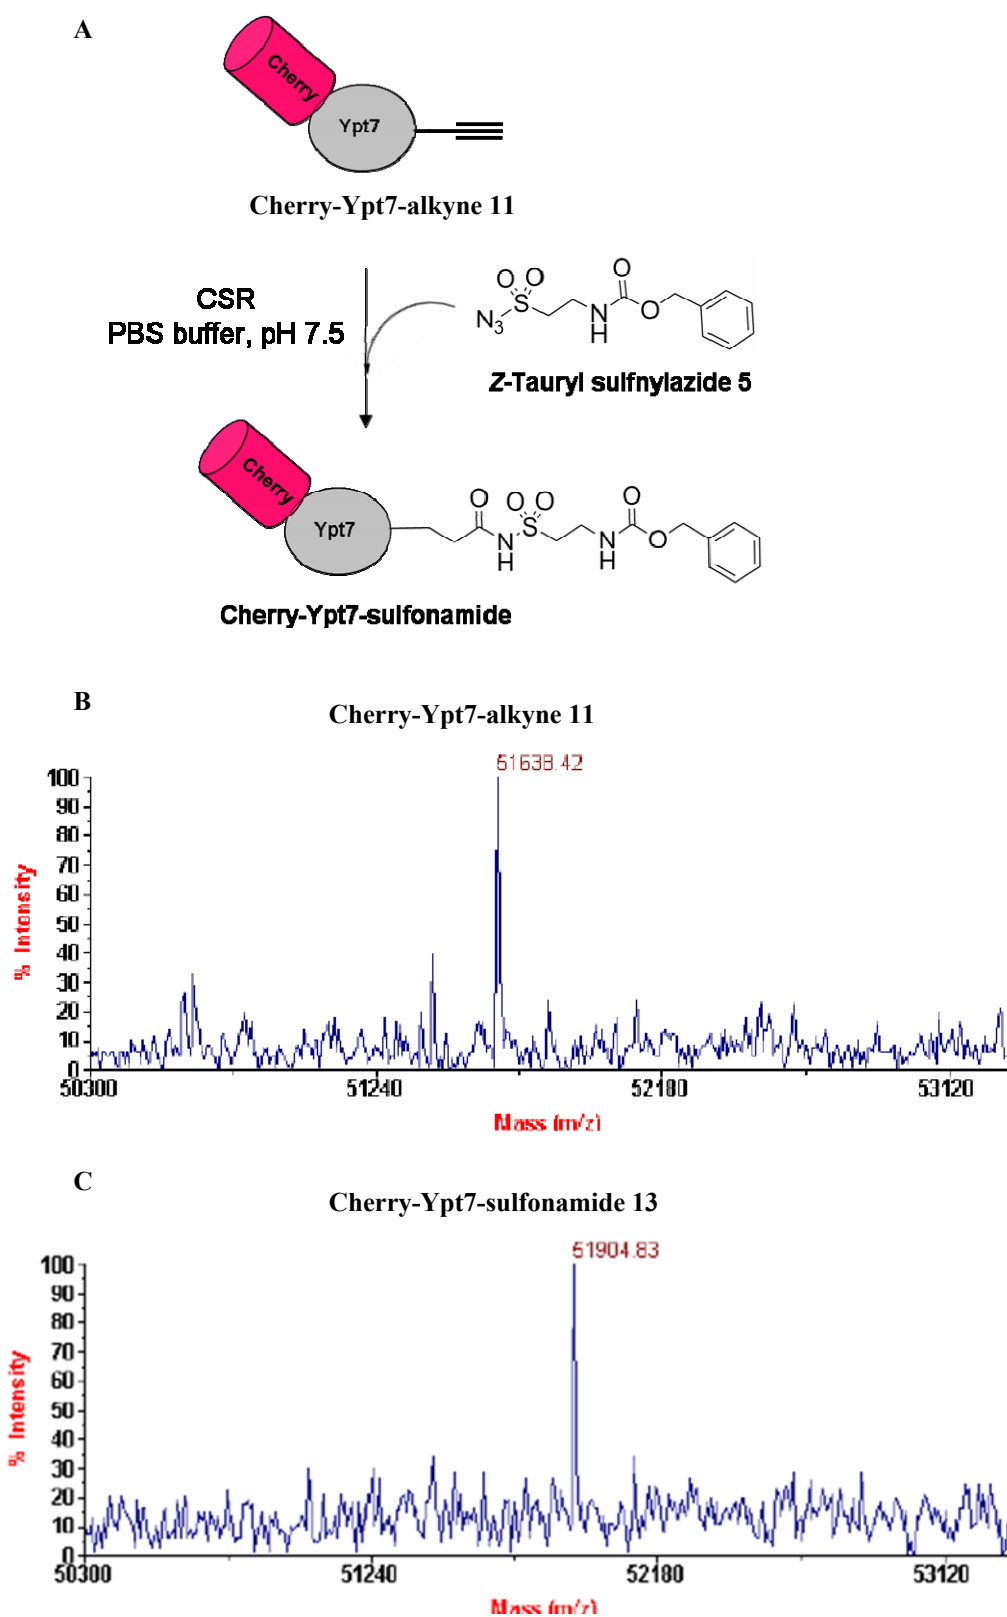 A
Cherry
Ypt7
Cherry-Ypt7-alkyne 11
CSR
PBS buffer, pH 7.5
O O
S
N3
N
H
O
O
Z-Tauryl sulfnylazide 5
Cherry
Ypt7
O
N
H
O O
S
N
H
O
O
Cherry-Ypt7-sulfonamide
B
Cherry-Ypt7-alkyne 11
51638.42
100
90
80
70
60
50
40
30
20
10
0
% Intensity
50300 51240 52180 53120
Mass (m/z)
C
Cherry-Ypt7-sulfonamide 13
51904.83
100
90
80
70
60
50
40
30
20
10
0
% Intensity
50300 51240 52180 53120
Mass (m/z)